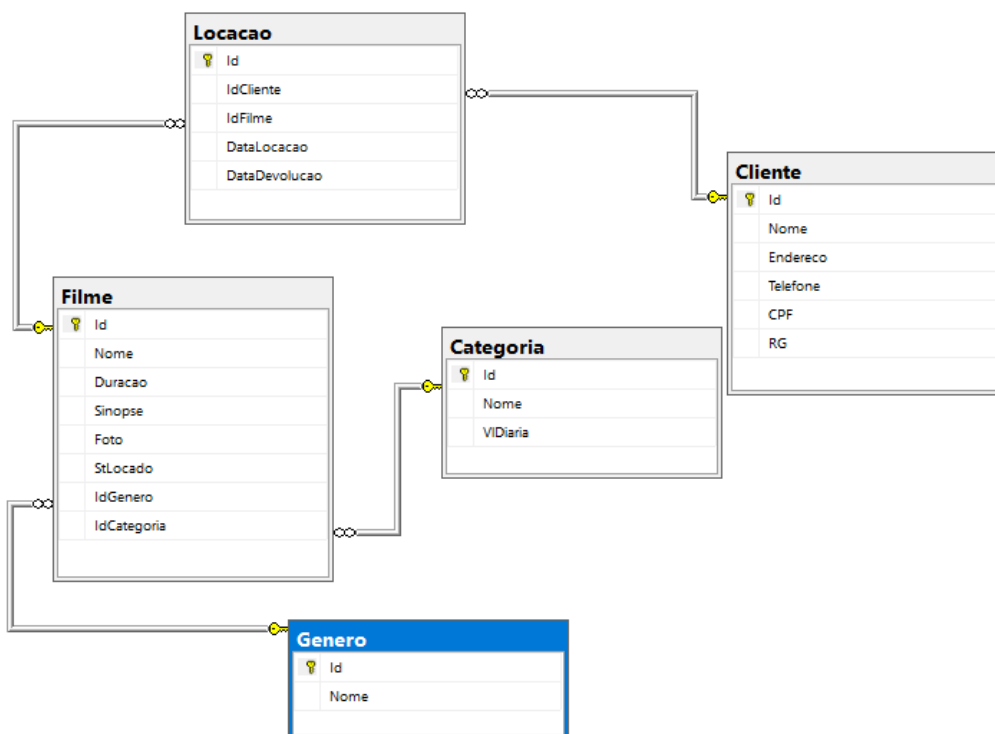 Locacao
Id
IdCliente
IdFilme
DataLocacao
DataDevolucao
Cliente
Id
Nome
Endereco
Telefone
CPF
RG
Filme
Id
Nome
Duracao
Sinopse
Foto
StLocado
IdGenero
IdCategoria
Categoria
Id
Nome
VlDiaria
Genero
Id
Nome